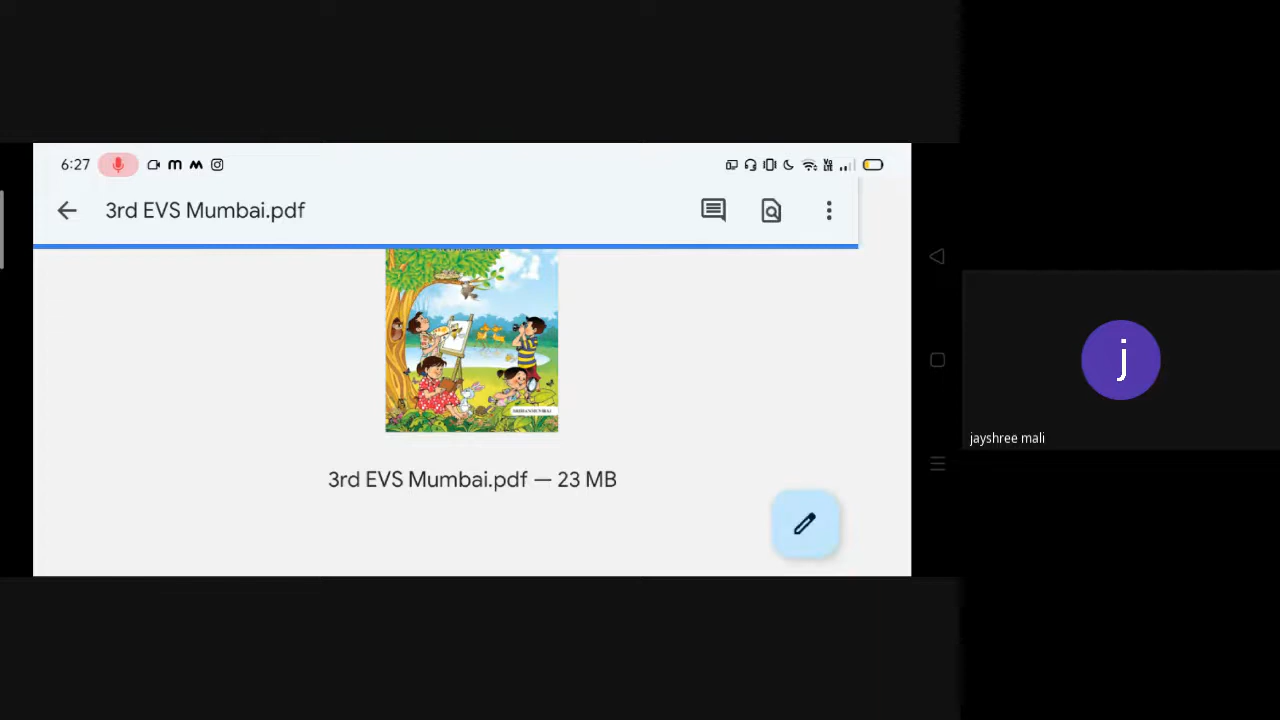 6:27
3rd EVS Mumbai.pdf
3rd EVS Mumbai.pdf — 23 MB
j
jayshree mali